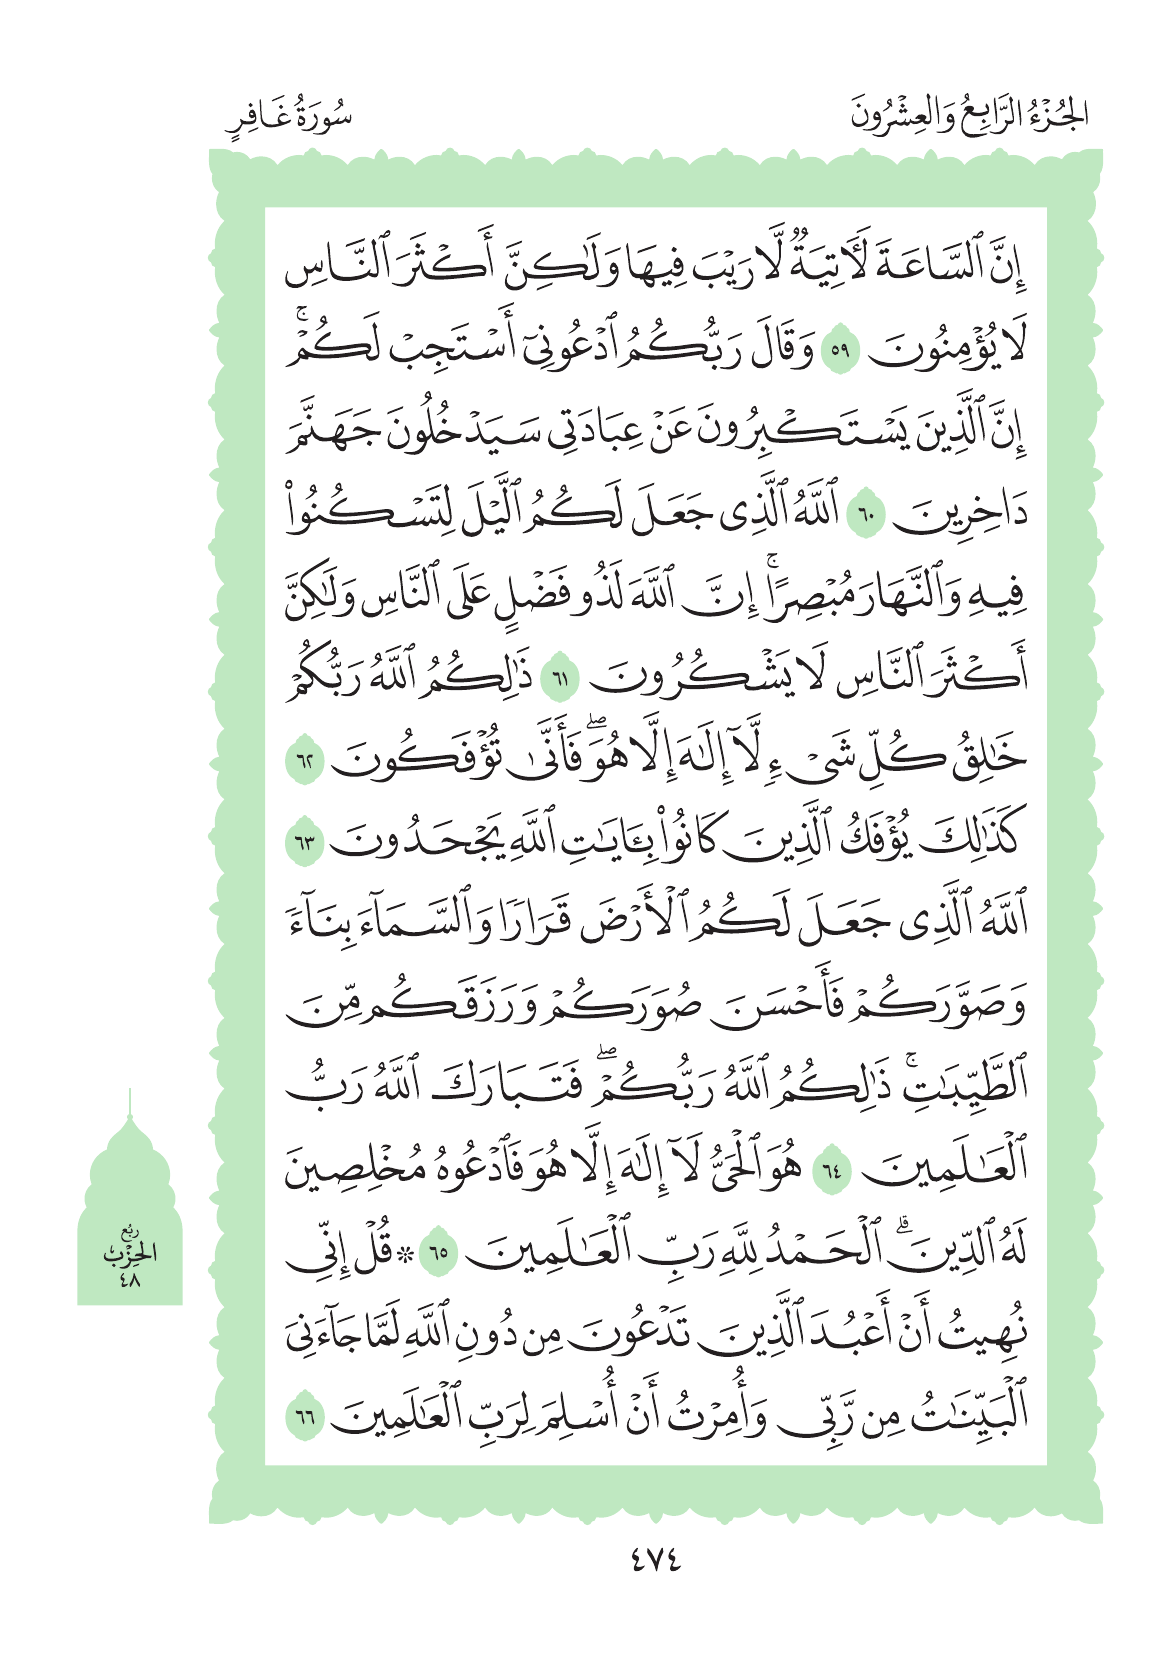 الجُزْءُ الرَّابِعُ وَالعِشْرُونَ
سُورَةُ غَافِرٍ
إِنَّ ٱلسَّاعَةَ لَأٓتِيَةٌ لَّا رَيْبَ فِيهَا وَلَٰكِنَّ أَكْثَرَ ٱلنَّاسِ
لَا يُؤْمِنُونَ ٥٩ وَقَالَ رَبُّكُمُ ٱدْعُونِىٓ أَسْتَجِبْ لَكُمْۚ
إِنَّ ٱلَّذِينَ يَسْتَكْبِرُونَ عَنْ عِبَادَتِى سَيَدْخُلُونَ جَهَنَّمَ
دَاخِرِينَ ٦٠ ٱللَّهُ ٱلَّذِى جَعَلَ لَكُمُ ٱلَّيْلَ لِتَسْكُنُوا۟
فِيهِ وَٱلنَّهَارَ مُبْصِرًاۚ إِنَّ ٱللَّهَ لَذُو فَضْلٍ عَلَى ٱلنَّاسِ وَلَٰكِنَّ
أَكْثَرَ ٱلنَّاسِ لَا يَشْكُرُونَ ٦١ ذَٰلِكُمُ ٱللَّهُ رَبُّكُمْ
خَٰلِقُ كُلِّ شَىْءٍ لَّآ إِلَٰهَ إِلَّا هُوَۖ فَأَنَّىٰ تُؤْفَكُونَ ٦٢
كَذَٰلِكَ يُؤْفَكُ ٱلَّذِينَ كَانُوا۟ بِـَٔايَٰتِ ٱللَّهِ يَجْحَدُونَ ٦٣
ٱللَّهُ ٱلَّذِى جَعَلَ لَكُمُ ٱلْأَرْضَ قَرَارًا وَٱلسَّمَآءَ بِنَآءً
وَصَوَّرَكُمْ فَأَحْسَنَ صُوَرَكُمْ وَرَزَقَكُم مِّنَ
ٱلطَّيِّبَٰتِۚ ذَٰلِكُمُ ٱللَّهُ رَبُّكُمْۖ فَتَبَارَكَ ٱللَّهُ رَبُّ
ٱلْعَٰلَمِينَ ٦٤ هُوَ ٱلْحَىُّ لَآ إِلَٰهَ إِلَّا هُوَ فَٱدْعُوهُ مُخْلِصِينَ
لَهُ ٱلدِّينَۗ ٱلْحَمْدُ لِلَّهِ رَبِّ ٱلْعَٰلَمِينَ ٦٥ ۞ قُلْ إِنِّى
نُهِيتُ أَنْ أَعْبُدَ ٱلَّذِينَ تَدْعُونَ مِن دُونِ ٱللَّهِ لَمَّا جَآءَنِىَ
ٱلْبَيِّنَٰتُ مِن رَّبِّى وَأُمِرْتُ أَنْ أُسْلِمَ لِرَبِّ ٱلْعَٰلَمِينَ ٦٦
رُبْعُ
الحِزْبِ
٤٨
٤٧٤